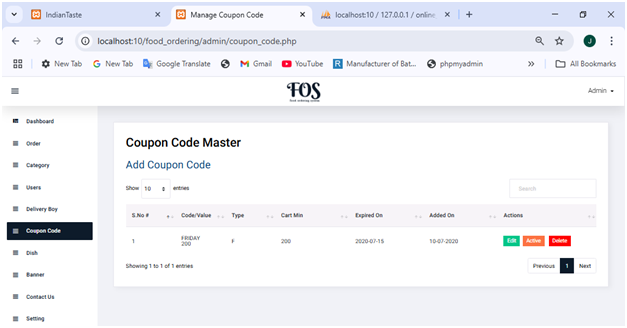 IndianTaste
Manage Coupon Code
localhost:10 / 127.0.0.1 / online
localhost:10/food_ordering/admin/coupon_code.php
J
New Tab
New Tab
Google Translate
Gmail
YouTube
Manufacturer of Bat...
phpmyadmin
All Bookmarks
FOS
food ordering system
Admin
Dashboard
Order
Category
Users
Delivery Boy
Coupon Code
Dish
Banner
Contact Us
Setting
Coupon Code Master
Add Coupon Code
Show 10 entries
Search
S.No # Code/Value Type Cart Min Expired On Added On Actions
1 FRIDAY F 200 2020-07-15 10-07-2020 Edit Active Delete
200
Showing 1 to 1 of 1 entries
Previous 1 Next